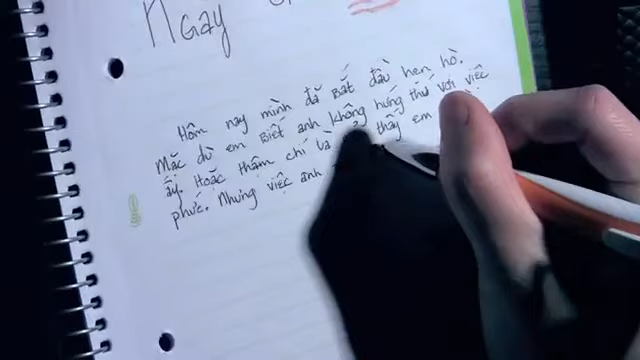 Ngay
Hôm nay mình đã bắt đầu hẹn hò.
Mặc dù em biết anh không hứng thú với việc
ấy. Hoặc thậm chí là thấy em
phức. Nhưng việc anh